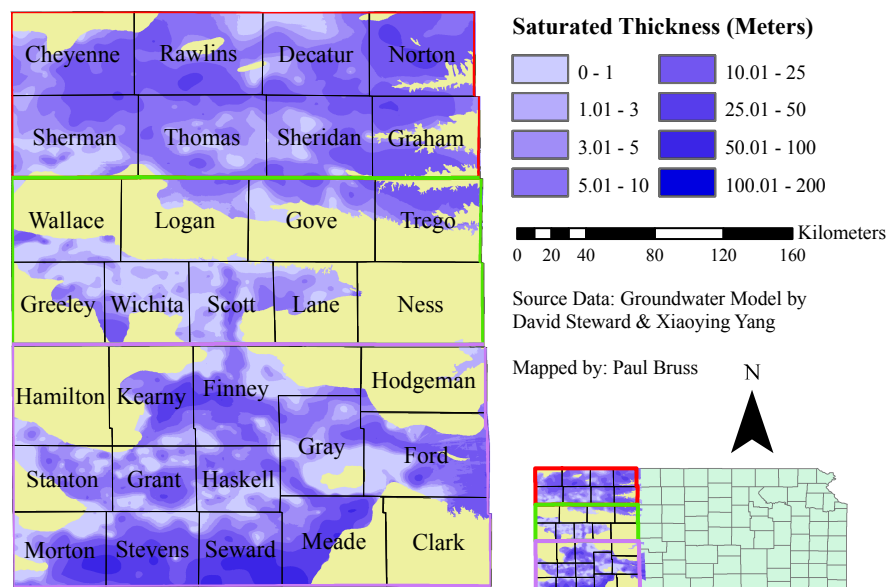 Saturated Thickness (Meters)
0 - 1
10.01 - 25
1.01 - 3
25.01 - 50
3.01 - 5
50.01 - 100
5.01 - 10
100.01 - 200
Kilometers
0 20 40 80 120 160
Source Data: Groundwater Model by
David Steward & Xiaoying Yang
Mapped by: Paul Bruss
N
Cheyenne Rawlins Decatur Norton
Sherman Thomas Sheridan Graham
Wallace Logan Gove Trego
Greeley Wichita Scott Lane Ness
Hamilton Kearny Finney Hodgeman
Gray Ford
Stanton Grant Haskell
Morton Stevens Seward Meade Clark